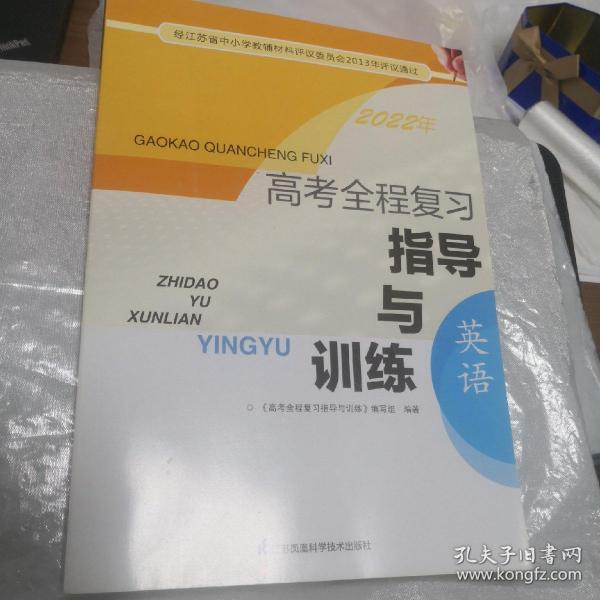 经江苏省中小学教辅材料评议委员会2013年评议通过
2022年
GAOKAO QUANCHENG FUXI
高考全程复习
指导
与
训练
ZHIDAO
YU
XUNLIAN
YINGYU
英语
○ 《高考全程复习指导与训练》编写组 编著
江苏凤凰科学技术出版社
ThinkPad
孔夫子旧书网
www.kongfz.com